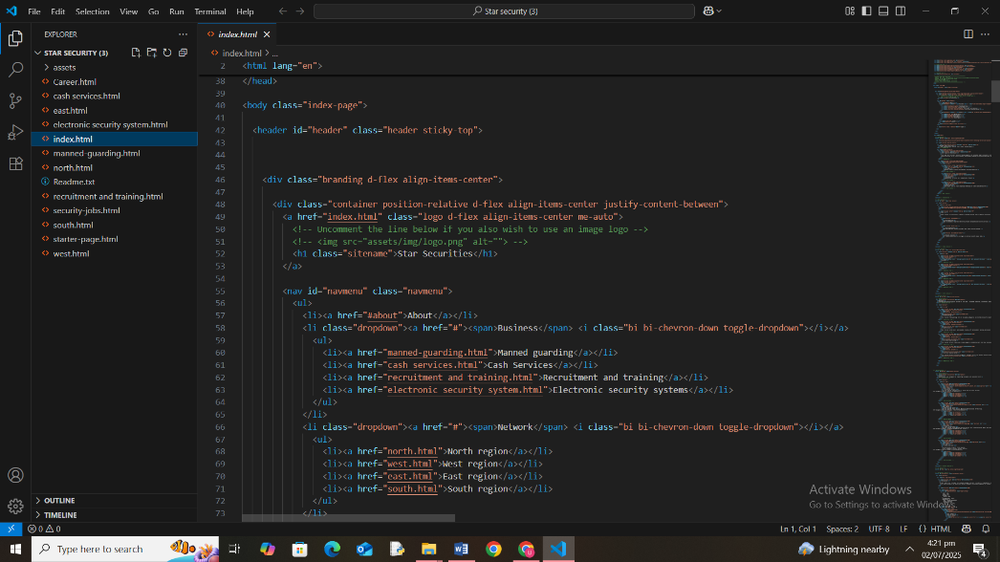 File Edit Selection View Go Run Terminal Help
Star security (3)
EXPLORER
index.html
STAR SECURITY (3)
assets
Career.html
cash services.html
east.html
electronic security system.html
index.html
manned-guarding.html
north.html
Readme.txt
recruitment and training.html
security-jobs.html
south.html
starter-page.html
west.html
OUTLINE
TIMELINE
index.html > ...
2 <html lang="en">
38 </head>
39
40 <body class="index-page">
41
42 <header id="header" class="header sticky-top">
43
44
45
46 <div class="branding d-flex align-items-center">
47
48 <div class="container position-relative d-flex align-items-center justify-content-between">
49 <a href="index.html" class="logo d-flex align-items-center me-auto">
50 <!-- Uncomment the line below if you also wish to use an image logo -->
51 <!-- <img src="assets/img/logo.png" alt=""> -->
52 <h1 class="sitename">Star Securities</h1>
53 </a>
54
55 <nav id="navmenu" class="navmenu">
56 <ul>
57 <li><a href="#about">About</a></li>
58 <li class="dropdown"><a href="#"><span>Business</span> <i class="bi bi-chevron-down toggle-dropdown"></i></a>
59 <ul>
60 <li><a href="manned-guarding.html">Manned guarding</a></li>
61 <li><a href="cash services.html">Cash Services</a></li>
62 <li><a href="recruitment and training.html">Recruitment and training</a></li>
63 <li><a href="electronic security system.html">Electronic security systems</a></li>
64 </ul>
65 </li>
66 <li class="dropdown"><a href="#"><span>Network</span> <i class="bi bi-chevron-down toggle-dropdown"></i></a>
67 <ul>
68 <li><a href="north.html">North region</a></li>
69 <li><a href="west.html">West region</a></li>
70 <li><a href="east.html">East region</a></li>
71 <li><a href="south.html">South region</a></li>
72 </ul>
73 </li>
Activate Windows
Go to Settings to activate Windows.
0 0
Ln 1, Col 1 Spaces: 2 UTF-8 LF {} HTML
Type here to search
Lightning nearby
4:21 pm
02/07/2025
4